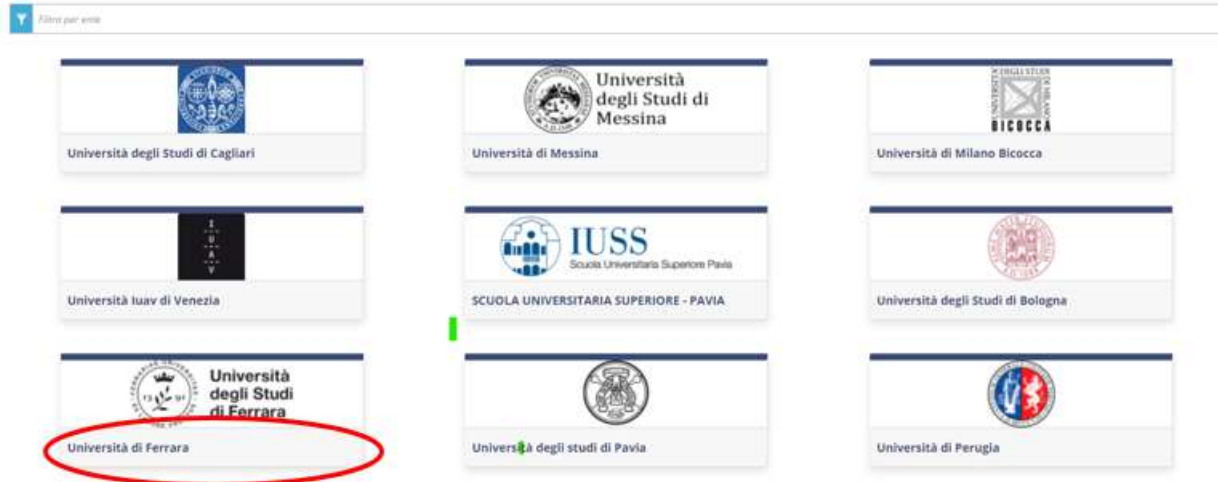 Filtra per ente
Università
degli Studi di
Messina
BICOCCA
Università degli Studi di Cagliari
Università di Messina
Università di Milano Bicocca
I
U
A
V
IUSS
Scuola Universitaria Superiore Pavia
Università Iuav di Venezia
SCUOLA UNIVERSITARIA SUPERIORE - PAVIA
Università degli Studi di Bologna
Università
degli Studi
di Ferrara
Università di Ferrara
Università degli studi di Pavia
Università di Perugia